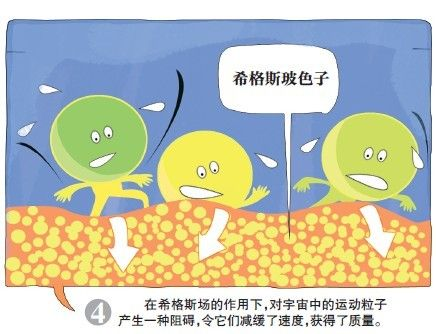 希格斯玻色子
4 在希格斯场的作用下,对宇宙中的运动粒子
产生一种阻碍,令它们减缓了速度,获得了质量。